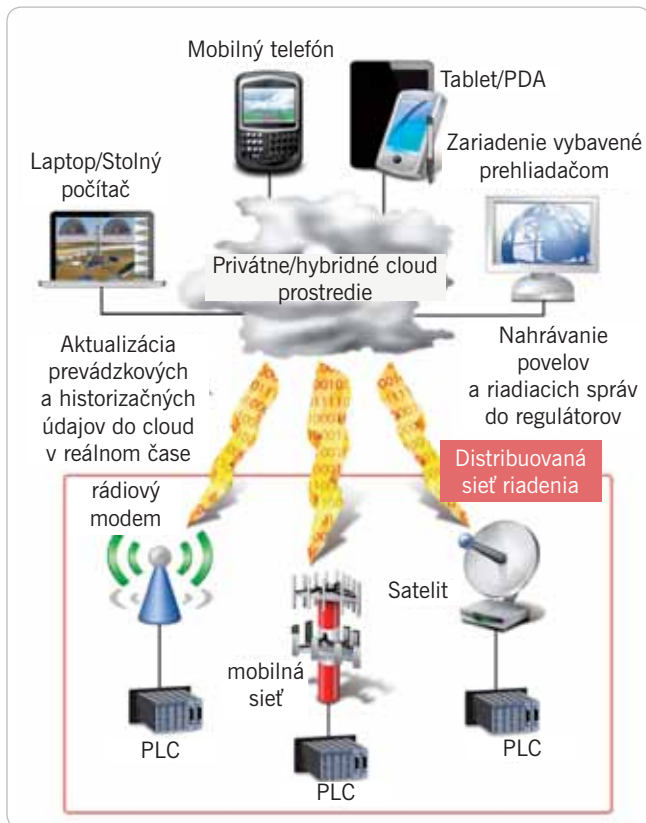 Mobilný telefón
Tablet/PDA
Laptop/Stolný
počítač
Zariadenie vybavené
prehliadačom
Privátne/hybridné cloud
prostredie
Aktualizácia
prevádzkových
a historizačných
údajov do cloud
v reálnom čase
Nahrávanie
povelov
a riadiacich správ
do regulátorov
Distribuovaná
sieť riadenia
rádiový
modem
Satelit
mobilná
sieť
PLC
PLC
PLC